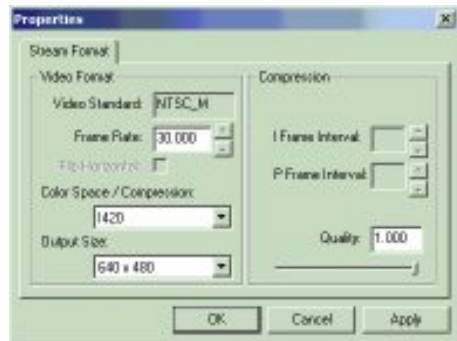 Properties
Stream Format
Video Format
Video Standard: NTSC_M
Frame Rate: 30.000
Flip Horizontal:
Color Space / Compression:
I420
Output Size:
640 x 480
Compression
I Frame Interval:
P Frame Interval:
Quality: 1.000
OK
Cancel
Apply